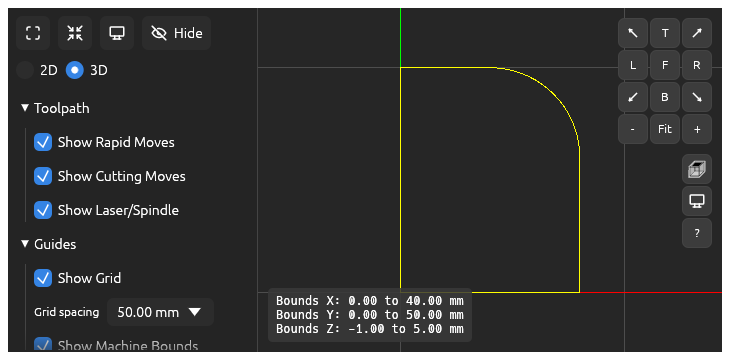 Hide
2D 3D
Toolpath
Show Rapid Moves
Show Cutting Moves
Show Laser/Spindle
Guides
Show Grid
Grid spacing 50.00 mm
Show Machine Bounds
T
L F R
B
- Fit +
?
Bounds X: 0.00 to 40.00 mm
Bounds Y: 0.00 to 50.00 mm
Bounds Z: -1.00 to 5.00 mm